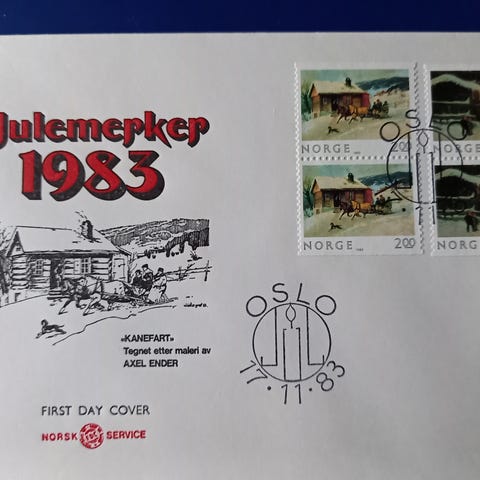 Julemerker
1983
«KANEFART»
Tegnet etter maleri av
AXEL ENDER
FIRST DAY COVER
NORSK FDC SERVICE
NORGE 2.00
NORGE
NORGE 2.00
NORGE
OSLO
OSLO
17·11·83